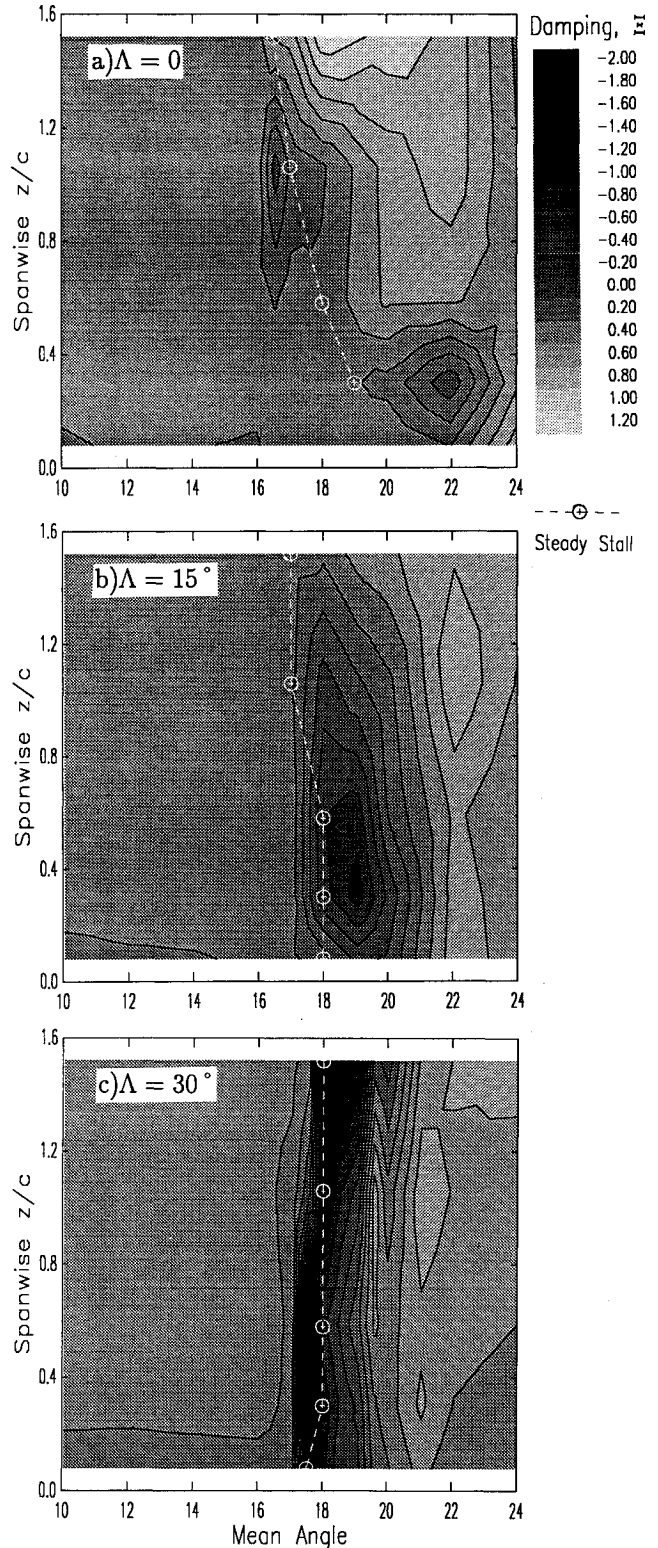 Damping, Ξ
-2.00
-1.80
-1.60
-1.40
-1.20
-1.00
-0.80
-0.60
-0.40
-0.20
0.00
0.20
0.40
0.60
0.80
1.00
1.20
Steady Stall
a)Λ = 0
Spanwise z/c
1.6
1.2
0.8
0.4
0.0
10 12 14 16 18 20 22 24
b)Λ = 15°
Spanwise z/c
1.6
1.2
0.8
0.4
0.0
10 12 14 16 18 20 22 24
c)Λ = 30°
Spanwise z/c
1.6
1.2
0.8
0.4
0.0
10 12 14 16 18 20 22 24
Mean Angle